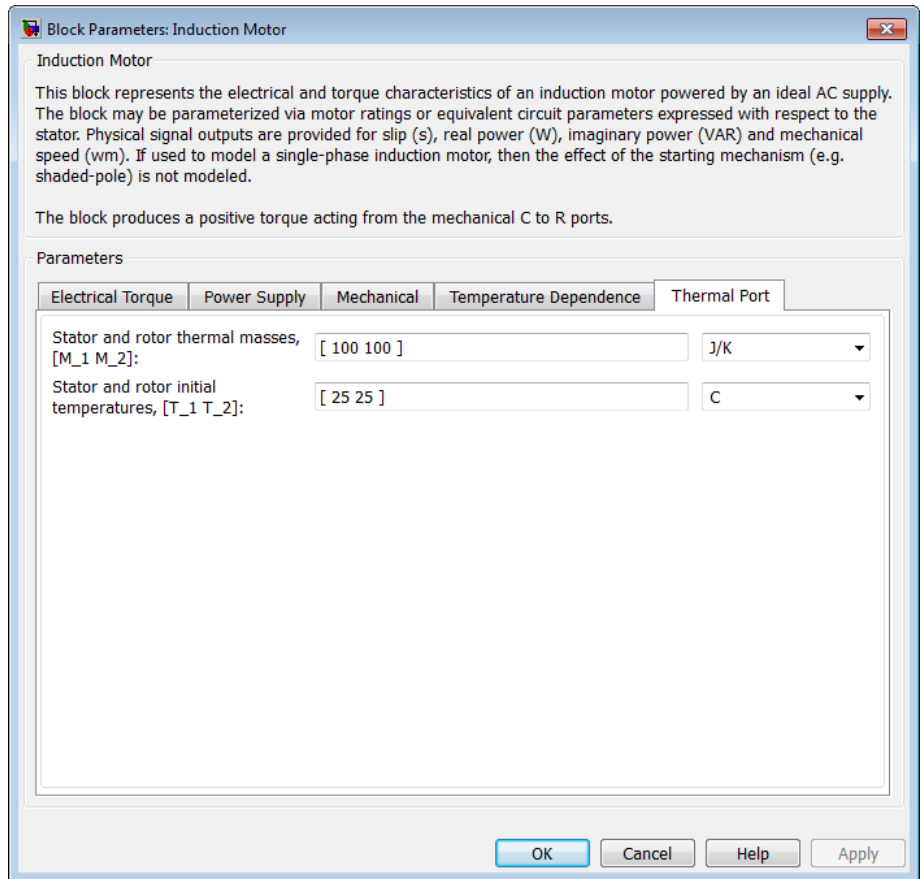 Block Parameters: Induction Motor
Induction Motor
This block represents the electrical and torque characteristics of an induction motor powered by an ideal AC supply.
The block may be parameterized via motor ratings or equivalent circuit parameters expressed with respect to the
stator. Physical signal outputs are provided for slip (s), real power (W), imaginary power (VAR) and mechanical
speed (wm). If used to model a single-phase induction motor, then the effect of the starting mechanism (e.g.
shaded-pole) is not modeled.
The block produces a positive torque acting from the mechanical C to R ports.
Parameters
Electrical Torque Power Supply Mechanical Temperature Dependence Thermal Port
Stator and rotor thermal masses,
[M_1 M_2]:
[ 100 100 ] J/K
Stator and rotor initial
temperatures, [T_1 T_2]:
[ 25 25 ] C
OK Cancel Help Apply